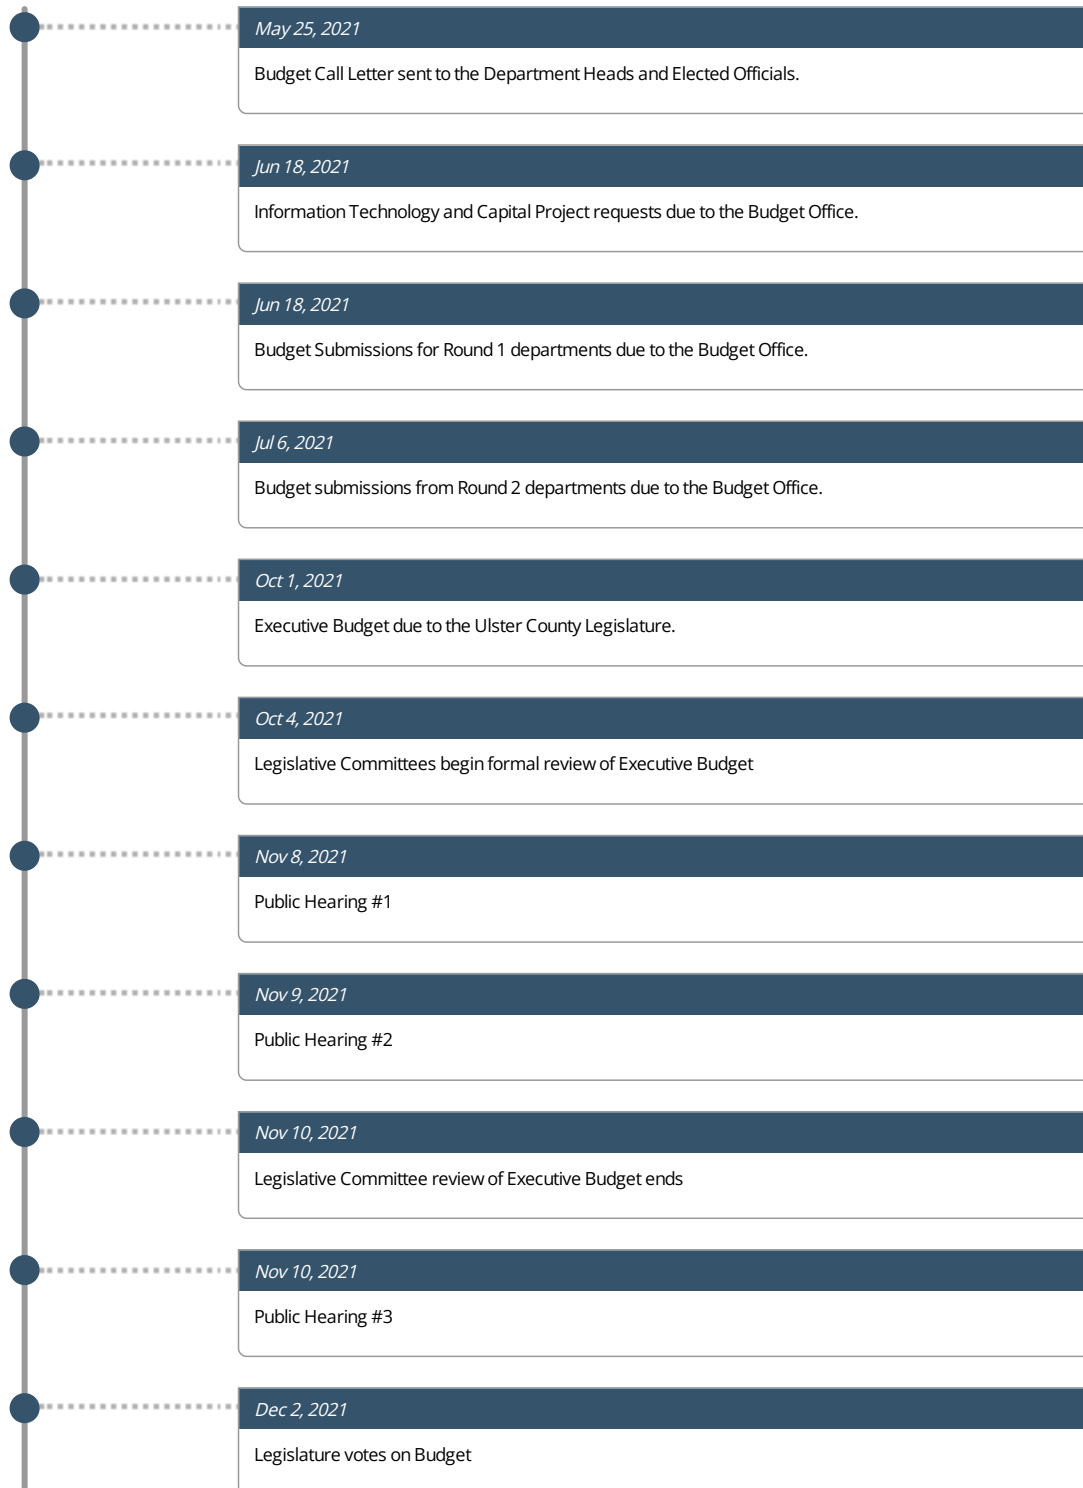 May 25, 2021
Budget Call Letter sent to the Department Heads and Elected Officials.
Jun 18, 2021
Information Technology and Capital Project requests due to the Budget Office.
Jun 18, 2021
Budget Submissions for Round 1 departments due to the Budget Office.
Jul 6, 2021
Budget submissions from Round 2 departments due to the Budget Office.
Oct 1, 2021
Executive Budget due to the Ulster County Legislature.
Oct 4, 2021
Legislative Committees begin formal review of Executive Budget
Nov 8, 2021
Public Hearing #1
Nov 9, 2021
Public Hearing #2
Nov 10, 2021
Legislative Committee review of Executive Budget ends
Nov 10, 2021
Public Hearing #3
Dec 2, 2021
Legislature votes on Budget